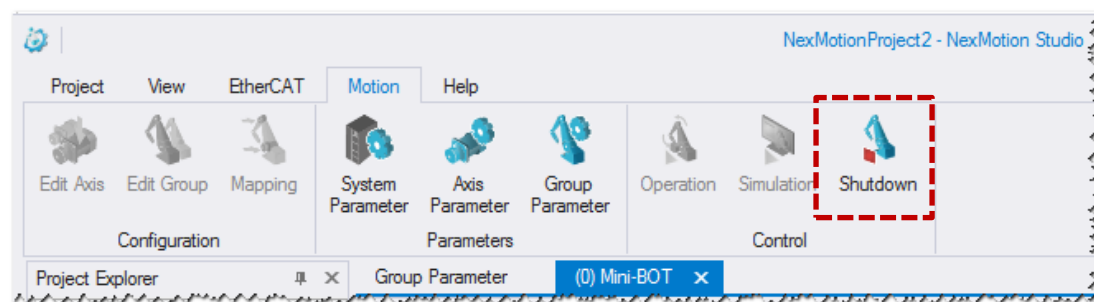 NexMotionProject2 - NexMotion Studio
Project View EtherCAT Motion Help
Edit Axis Edit Group Mapping System Parameter Axis Parameter Group Parameter Operation Simulation Shutdown
Configuration Parameters Control
Project Explorer Group Parameter (0) Mini-BOT